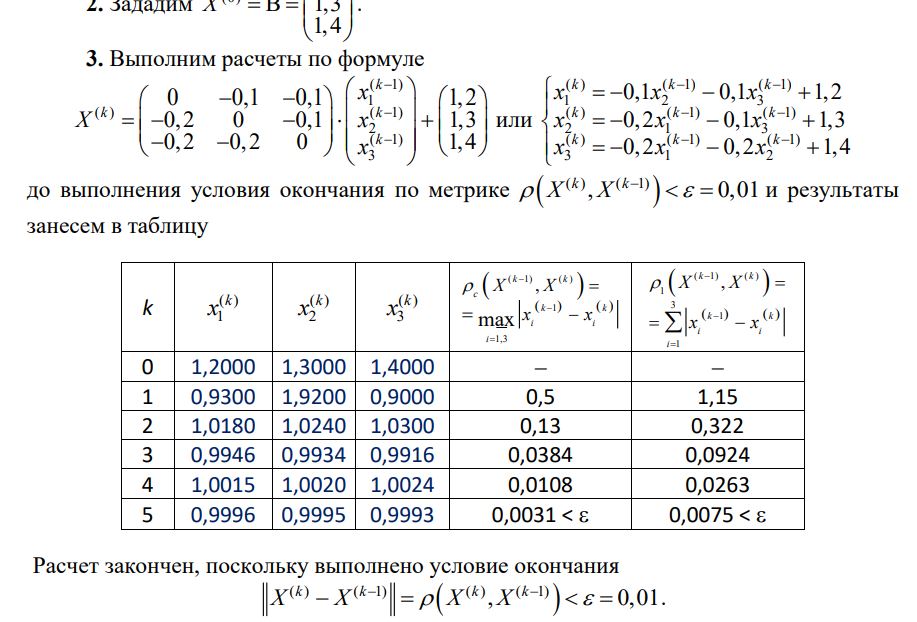 2. Зададим X⁽⁰⁾ = B = (1,3; 1,4).
3. Выполним расчеты по формуле
X^(k) = (0 −0,1 −0,1; −0,2 0 −0,1; −0,2 −0,2 0) · (x₁^(k−1); x₂^(k−1); x₃^(k−1)) + (1,2; 1,3; 1,4) или { x₁^(k) = −0,1x₂^(k−1) − 0,1x₃^(k−1) + 1,2
x₂^(k) = −0,2x₁^(k−1) − 0,1x₃^(k−1) + 1,3
x₃^(k) = −0,2x₁^(k−1) − 0,2x₂^(k−1) + 1,4
до выполнения условия окончания по метрике ρ(X^(k), X^(k−1)) < ε = 0,01 и результаты
занесем в таблицу
k x₁^(k) x₂^(k) x₃^(k) ρ_c(X^(k−1), X^(k)) = = max_{i=1,3} |x_i^(k−1) − x_i^(k)| ρ₁(X^(k−1), X^(k)) = = ∑_{i=1}^{3} |x_i^(k−1) − x_i^(k)|
0 1,2000 1,3000 1,4000 – –
1 0,9300 1,9200 0,9000 0,5 1,15
2 1,0180 1,0240 1,0300 0,13 0,322
3 0,9946 0,9934 0,9916 0,0384 0,0924
4 1,0015 1,0020 1,0024 0,0108 0,0263
5 0,9996 0,9995 0,9993 0,0031 < ε 0,0075 < ε
Расчет закончен, поскольку выполнено условие окончания
‖X^(k) − X^(k−1)‖ = ρ(X^(k), X^(k−1)) < ε = 0,01.